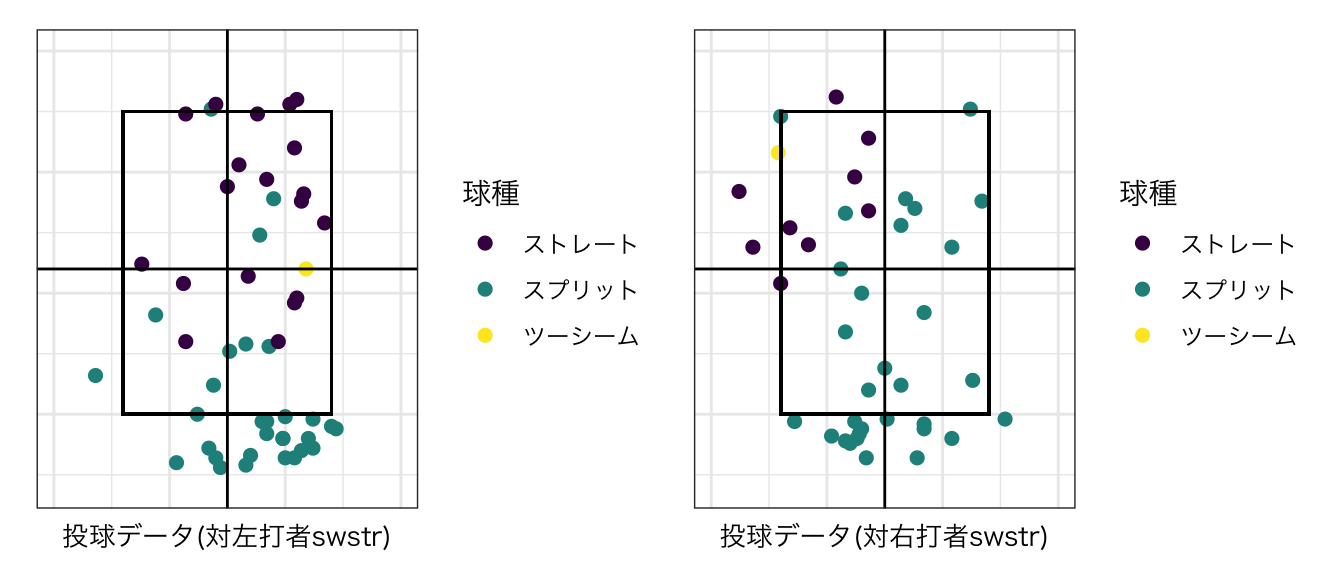 球種
ストレート
スプリット
ツーシーム
投球データ(対左打者swstr)
球種
ストレート
スプリット
ツーシーム
投球データ(対右打者swstr)